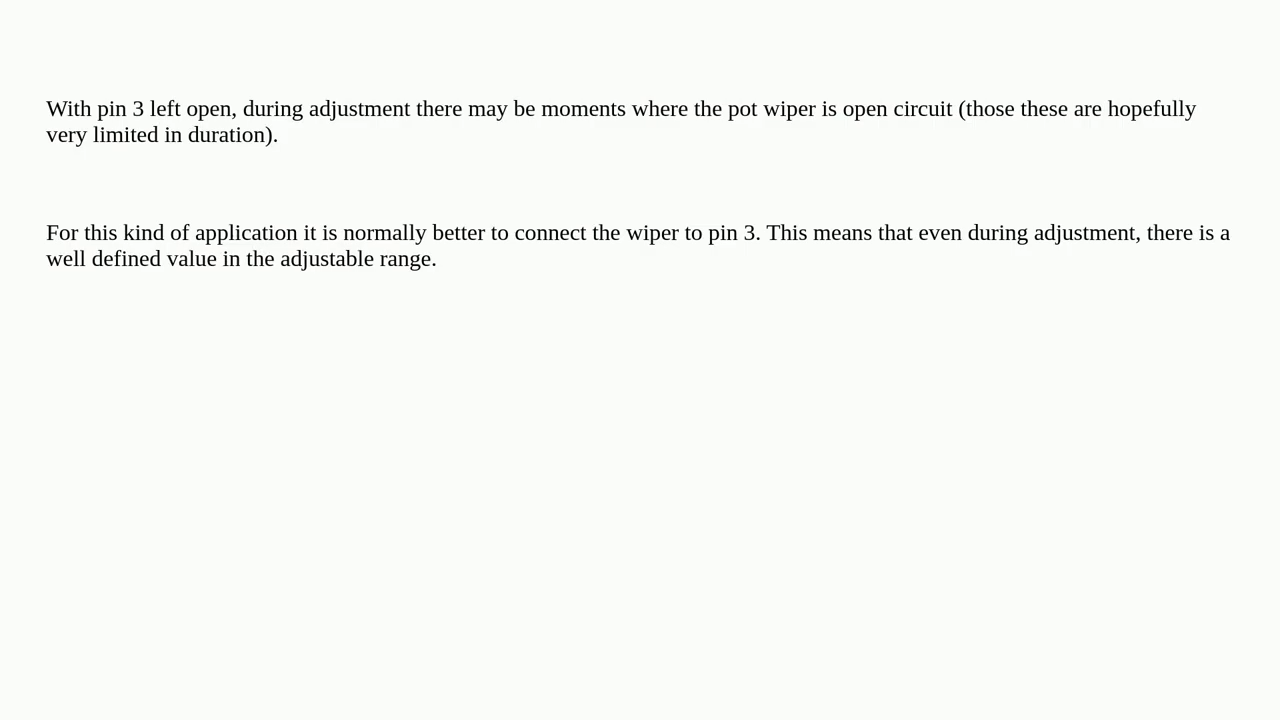 With pin 3 left open, during adjustment there may be moments where the pot wiper is open circuit (those these are hopefully
very limited in duration).
For this kind of application it is normally better to connect the wiper to pin 3. This means that even during adjustment, there is a
well defined value in the adjustable range.